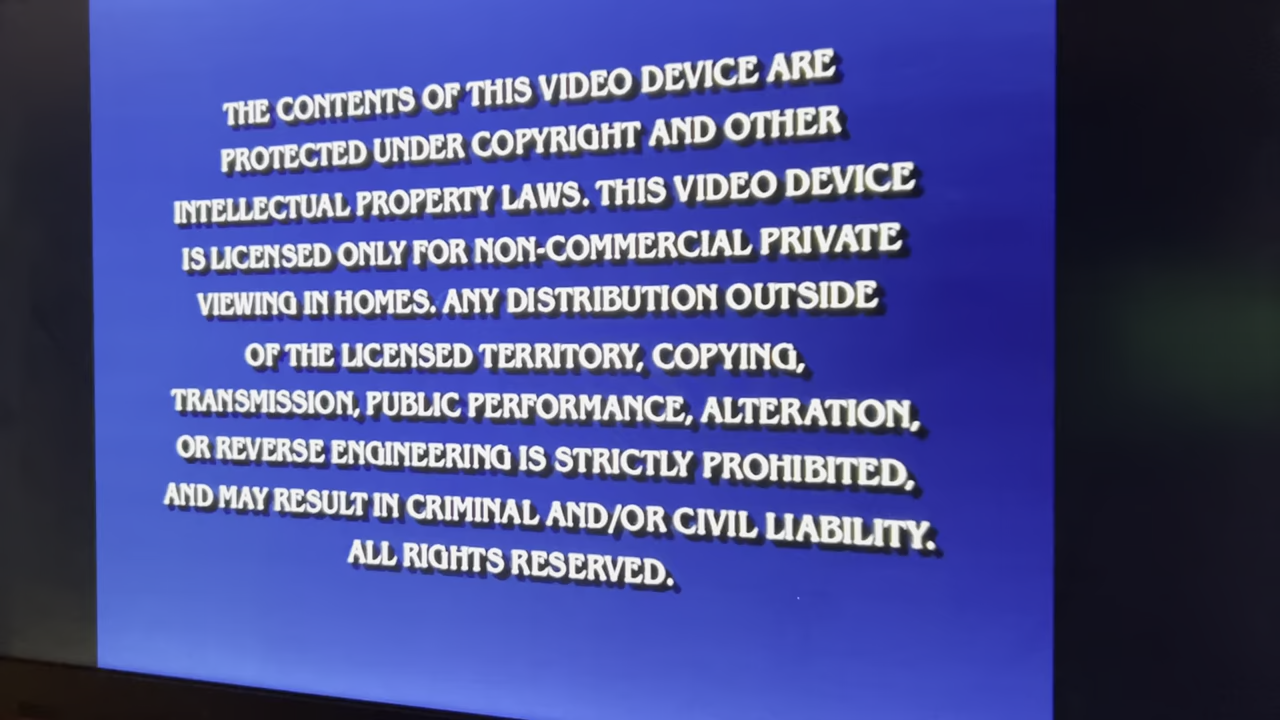 THE CONTENTS OF THIS VIDEO DEVICE ARE
PROTECTED UNDER COPYRIGHT AND OTHER
INTELLECTUAL PROPERTY LAWS. THIS VIDEO DEVICE
IS LICENSED ONLY FOR NON-COMMERCIAL PRIVATE
VIEWING IN HOMES. ANY DISTRIBUTION OUTSIDE
OF THE LICENSED TERRITORY, COPYING,
TRANSMISSION, PUBLIC PERFORMANCE, ALTERATION,
OR REVERSE ENGINEERING IS STRICTLY PROHIBITED,
AND MAY RESULT IN CRIMINAL AND/OR CIVIL LIABILITY.
ALL RIGHTS RESERVED.